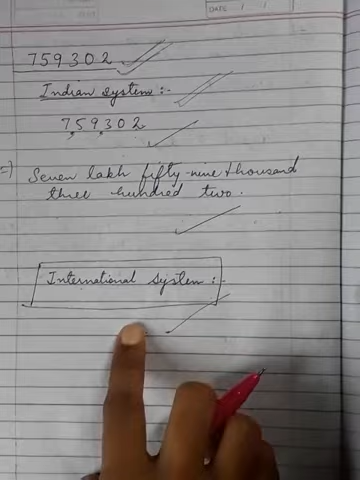 DATE / /
759302
Indian system :-
7,59,302
=) Seven lakh fifty-nine thousand
three hundred two.
International system :-